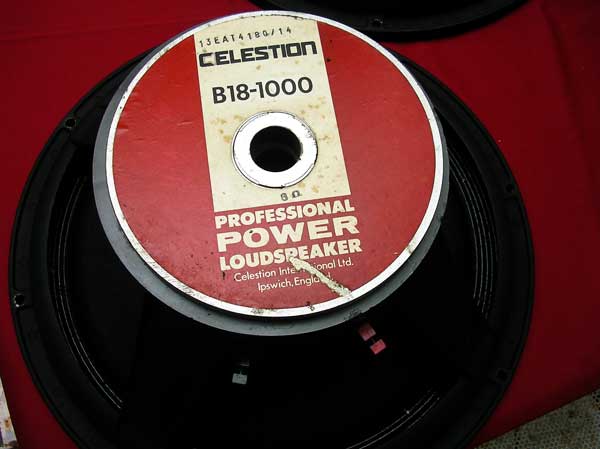 13EAT418G/14
CELESTION
B18-1000
8Ω
PROFESSIONAL
POWER
LOUDSPEAKER
Celestion International Ltd.
Ipswich, England